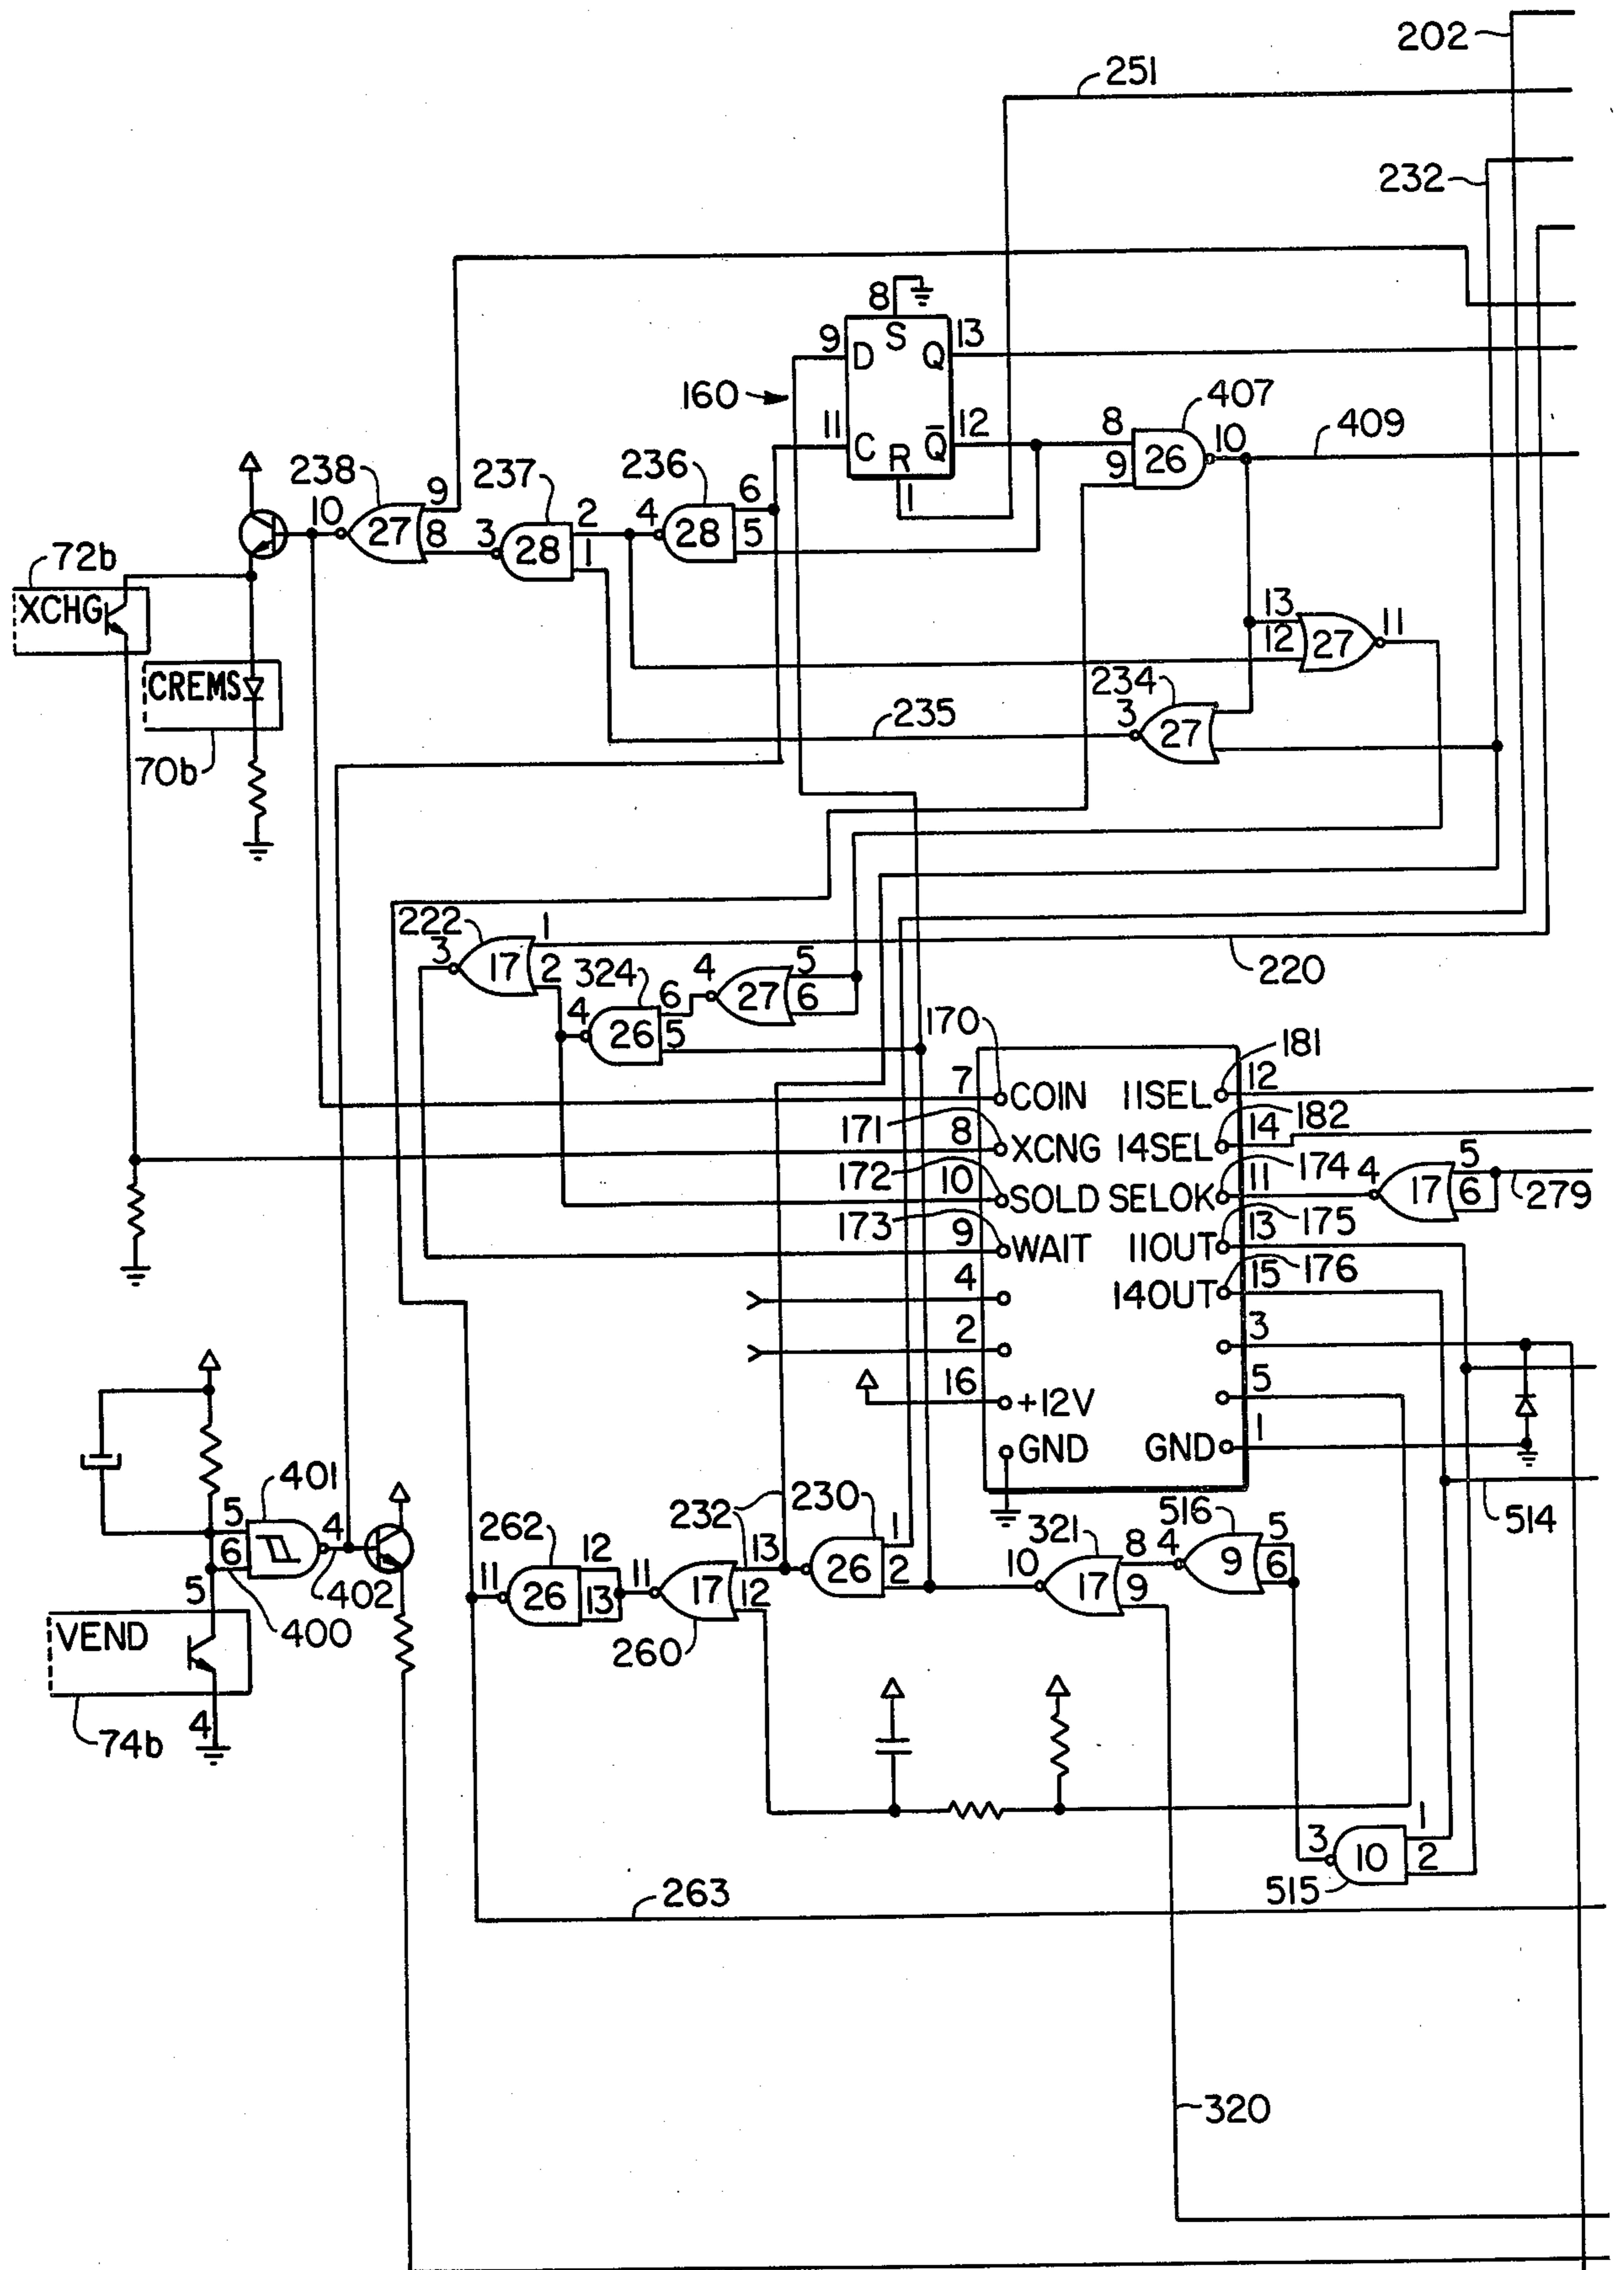 202
251
232
8
S
9 D Q 13
160
11 C R Q̅ 12
1
407
8
9 26 10
409
238
10 27 9
8
237
3 28 2
1
236
4 28 6
5
72b
XCHG
CREMS
70b
13
12 27 11
234
3 27
235
222
3 17 1
2
324
4 26 6
5
4 27 5
6
220
170
181
7 COIN 11SEL 12
171
182
8 XCNG 14SEL 14
172
174
10 SOLD SELOK 11
4 17 5
6
279
173
175
9 WAIT 11OUT 13
176
4 14OUT 15
2 3
16 +12V 5
GND GND 1
514
401
5
6 4
402
400
5
VEND
4
74b
262
11 26 12
13
232
11 17 13
12
260
230
26 1
2
321
10 17 8
9
516
4 9 5
6
3 10 1
2
515
263
320